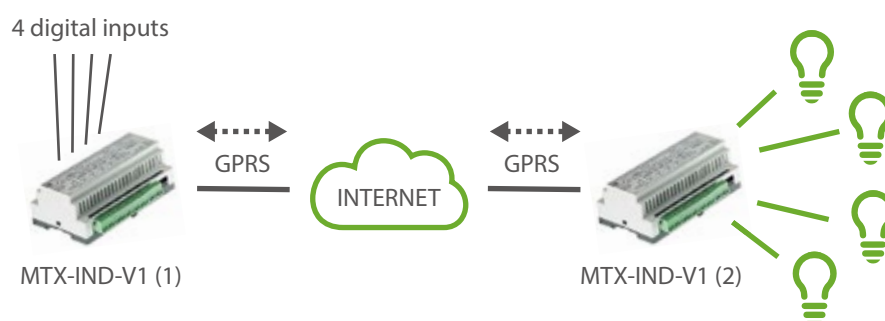 4 digital inputs
GPRS
INTERNET
GPRS
MTX-IND-V1 (1)
MTX-IND-V1 (2)